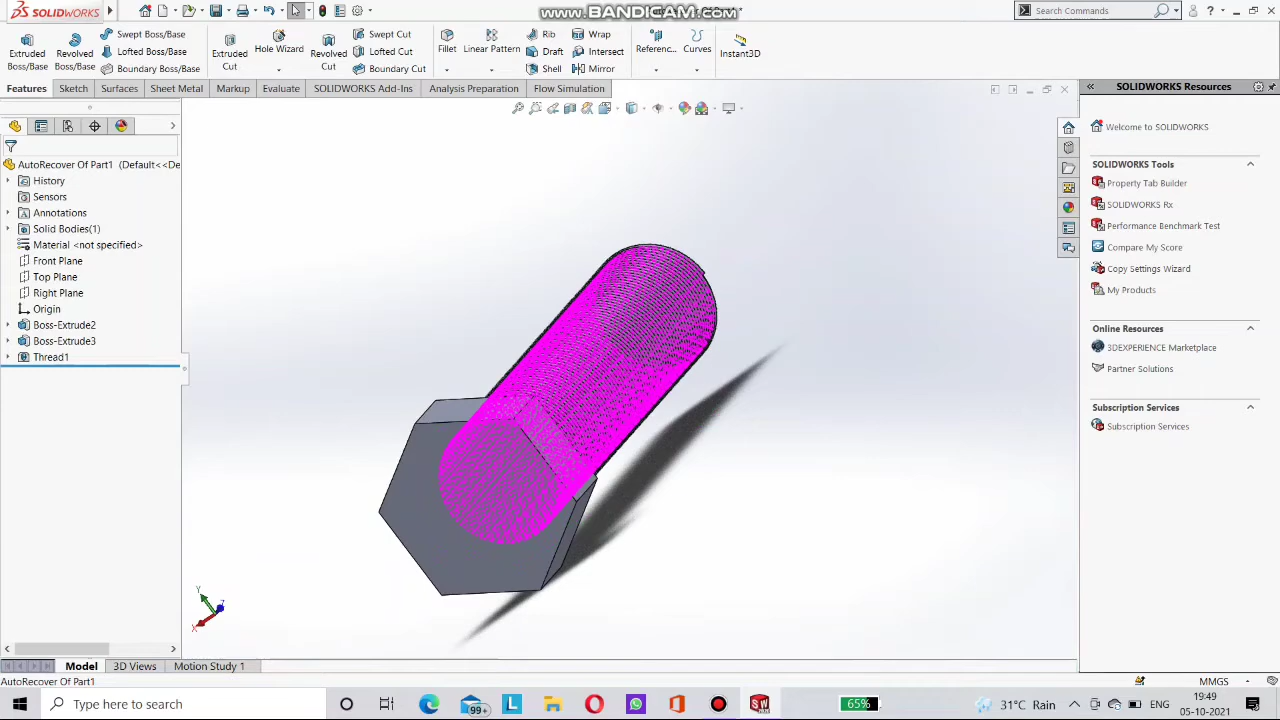 SOLIDWORKS
www.BANDICAM.com
Search Commands
Extruded Boss/Base
Revolved Boss/Base
Swept Boss/Base
Lofted Boss/Base
Boundary Boss/Base
Extruded Cut
Hole Wizard
Revolved Cut
Swept Cut
Lofted Cut
Boundary Cut
Fillet
Linear Pattern
Rib
Draft
Shell
Wrap
Intersect
Mirror
Referenc...
Curves
Instant3D
Features
Sketch
Surfaces
Sheet Metal
Markup
Evaluate
SOLIDWORKS Add-Ins
Analysis Preparation
Flow Simulation
AutoRecover Of Part1 (Default<<De
History
Sensors
Annotations
Solid Bodies(1)
Material <not specified>
Front Plane
Top Plane
Right Plane
Origin
Boss-Extrude2
Boss-Extrude3
Thread1
SOLIDWORKS Resources
Welcome to SOLIDWORKS
SOLIDWORKS Tools
Property Tab Builder
SOLIDWORKS Rx
Performance Benchmark Test
Compare My Score
Copy Settings Wizard
My Products
Online Resources
3DEXPERIENCE Marketplace
Partner Solutions
Subscription Services
Subscription Services
Y
Z
X
Model
3D Views
Motion Study 1
AutoRecover Of Part1
MMGS
Type here to search
99+
L
SW
65%
31°C Rain
ENG
19:49
05-10-2021